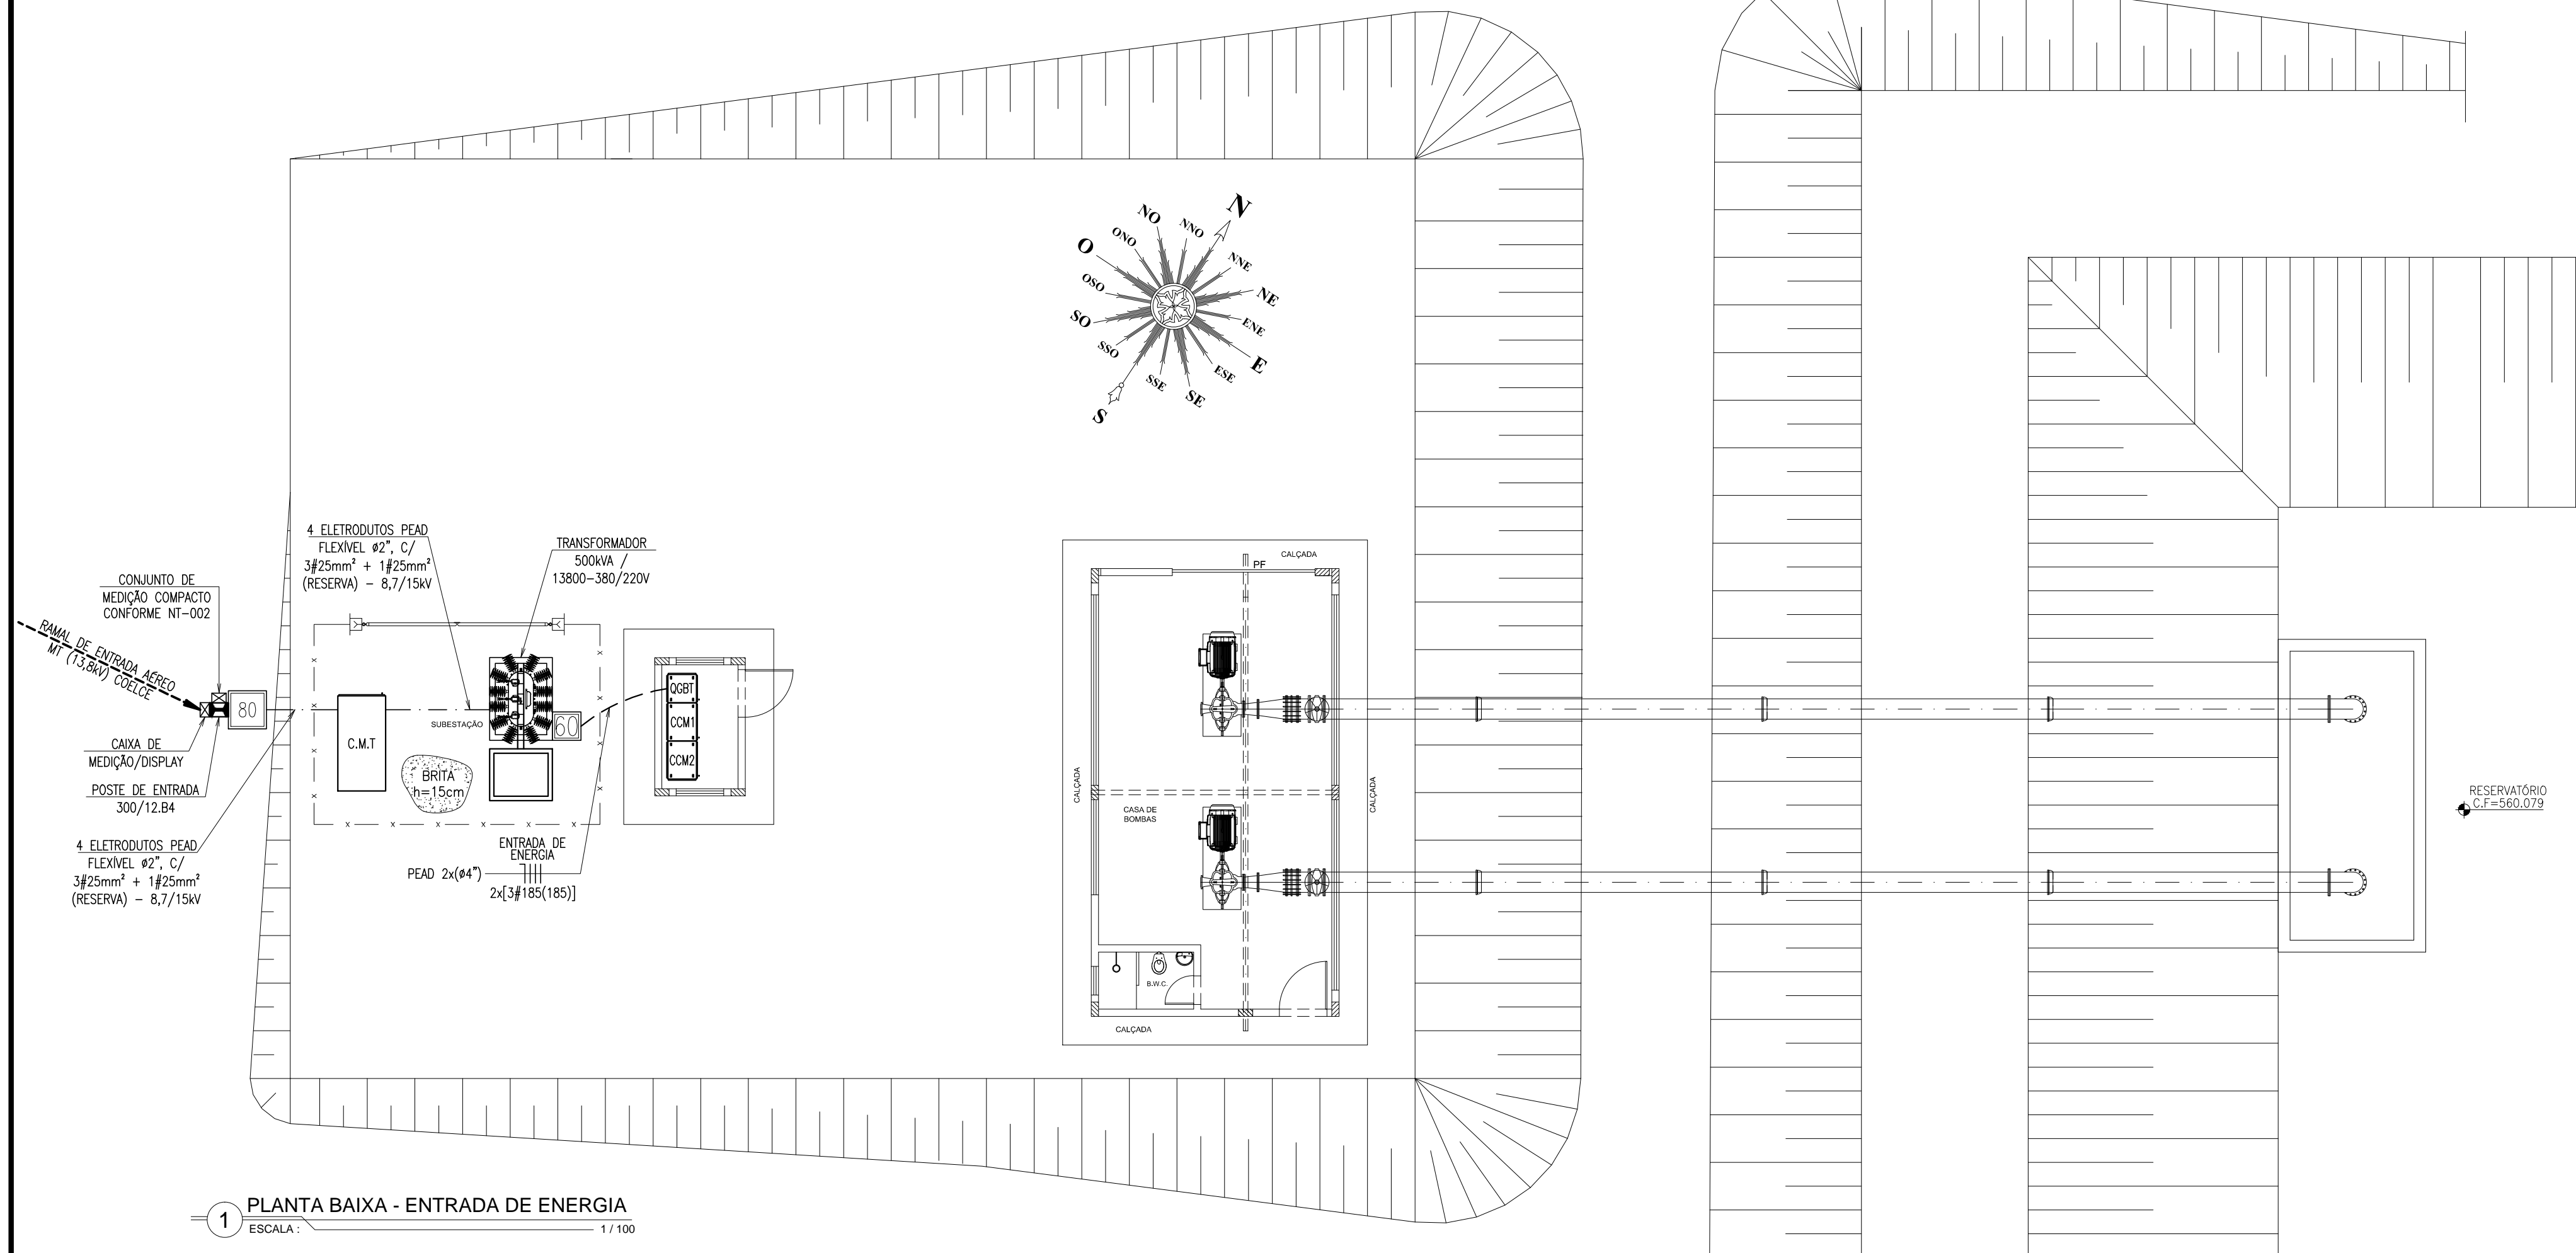 N
NO
NNO
ONO
O
NNE
OSO
NE
SO
ENE
SSO
E
ESE
SSE
SE
S
4 ELETRODUTOS PEAD
FLEXÍVEL ø2", C/
3#25mm² + 1#25mm²
(RESERVA) - 8,7/15kV
TRANSFORMADOR
500kVA /
13800-380/220V
CONJUNTO DE
MEDIÇÃO COMPACTO
CONFORME NT-002
RAMAL DE ENTRADA AÉREO
MT (13,8kV) COELCE
80
CAIXA DE
MEDIÇÃO/DISPLAY
POSTE DE ENTRADA
300/12.B4
4 ELETRODUTOS PEAD
FLEXÍVEL ø2", C/
3#25mm² + 1#25mm²
(RESERVA) - 8,7/15kV
C.M.T
SUBESTAÇÃO
BRITA
h=15cm
60
QGBT
CCM1
CCM2
ENTRADA DE
ENERGIA
PEAD 2x(ø4")
2x[3#185(185)]
CALÇADA
PF
CALÇADA
CALÇADA
CASA DE
BOMBAS
B.W.C.
CALÇADA
RESERVATÓRIO
C.F=560.079
1
PLANTA BAIXA - ENTRADA DE ENERGIA
ESCALA : 1 / 100